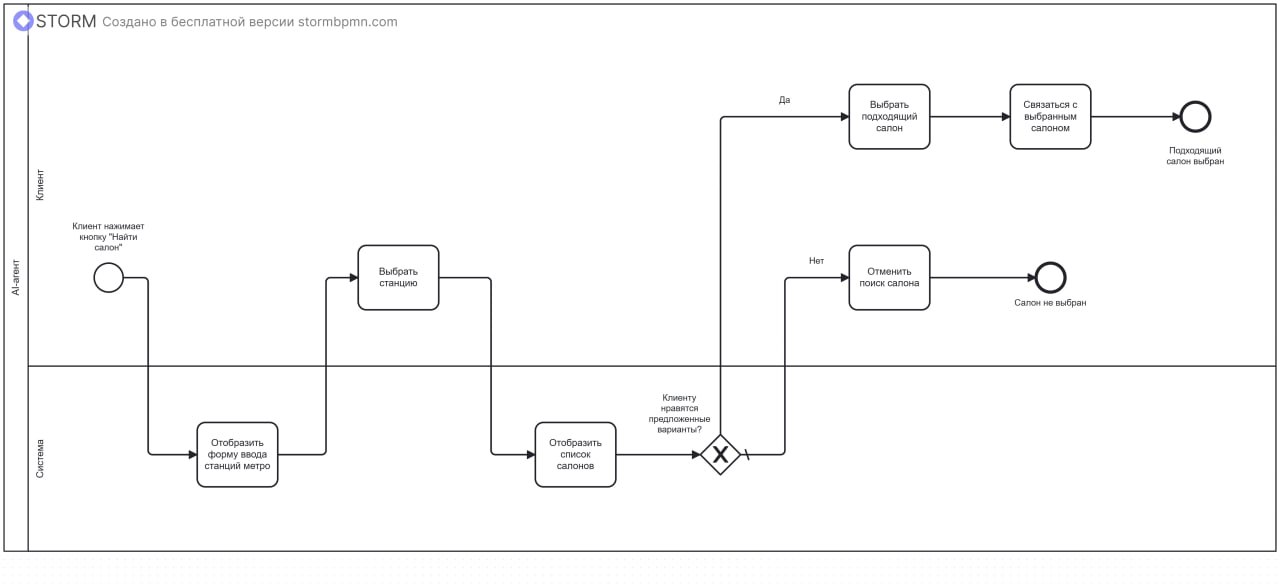 STORM Создано в бесплатной версии stormbpmn.com
AI-агент
Клиент
Клиент нажимает
кнопку "Найти
салон"
Выбрать
станцию
Да
Выбрать
подходящий
салон
Связаться с
выбранным
салоном
Подходящий
салон выбран
Нет
Отменить
поиск салона
Салон не выбран
Система
Отобразить
форму ввода
станций метро
Отобразить
список
салонов
Клиенту
нравятся
предложенные
варианты?